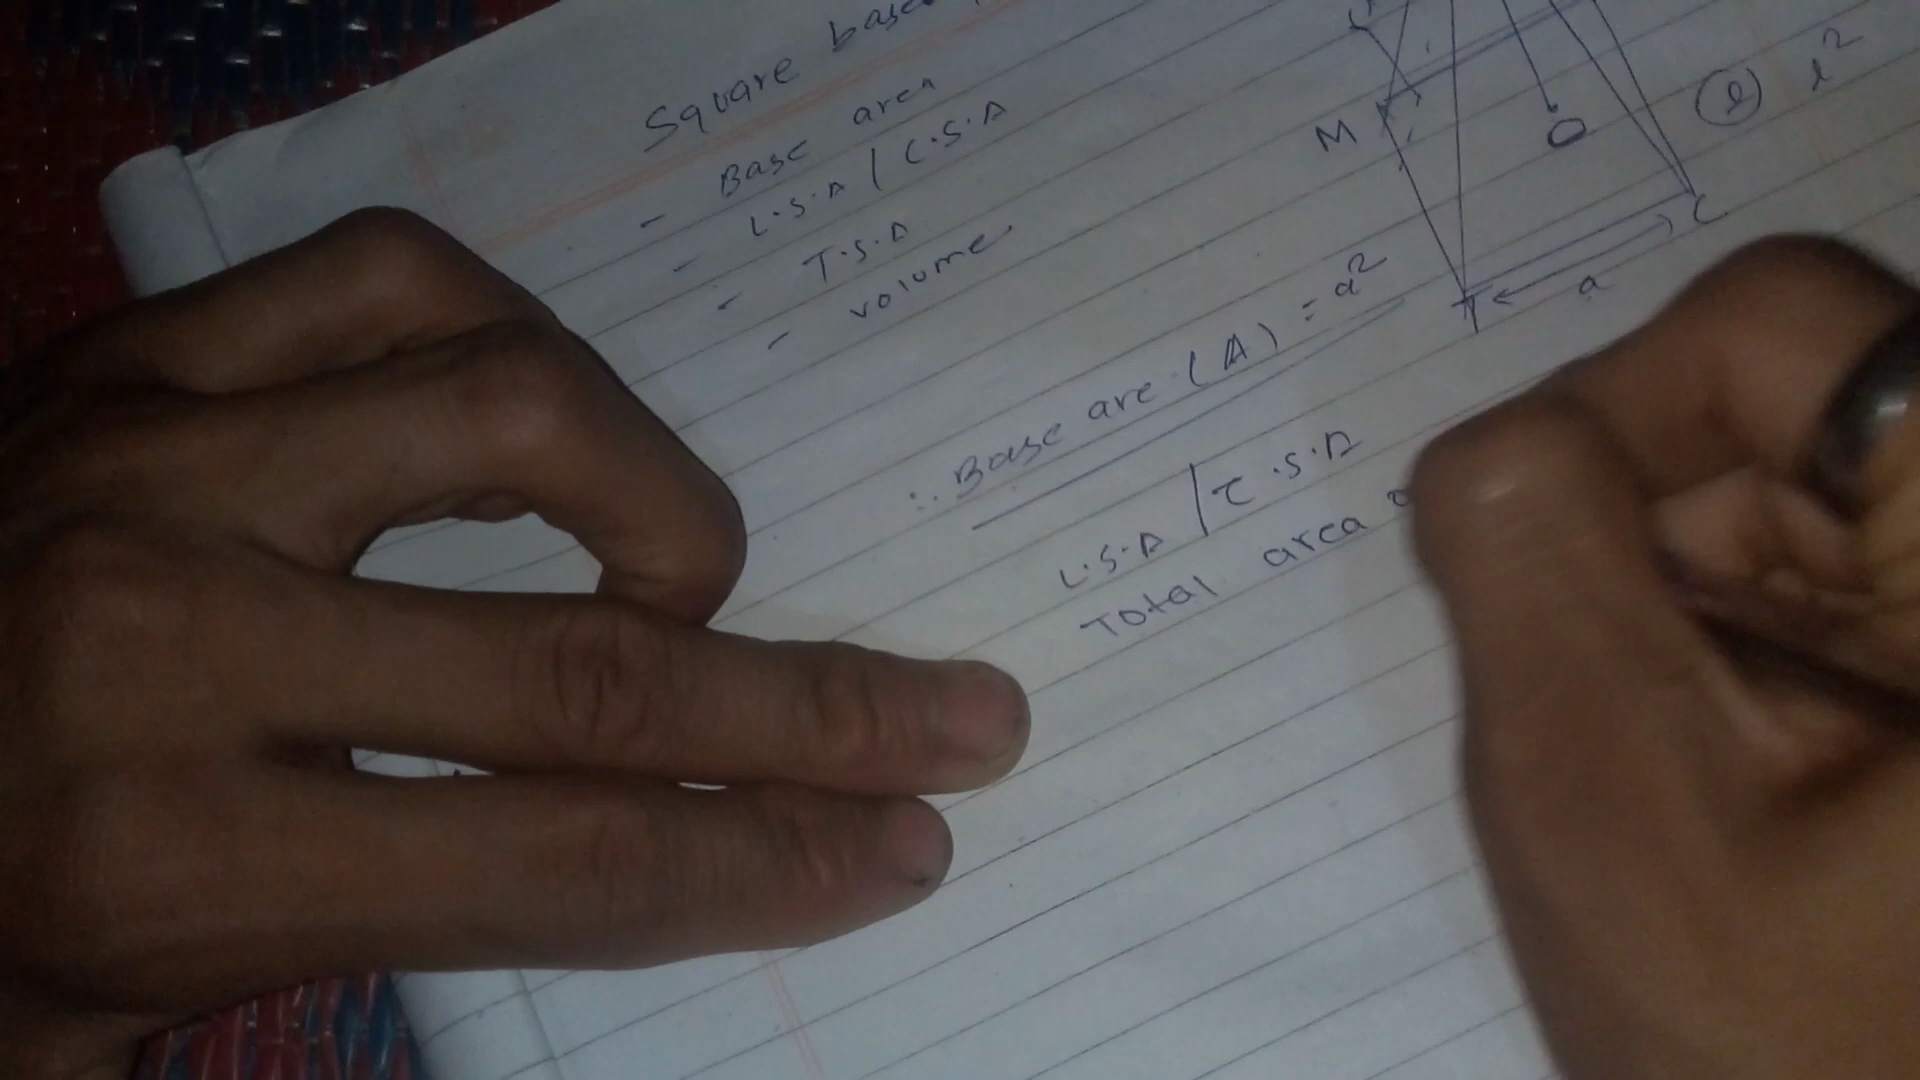 Square base
- Base area
- L.S.A / C.S.A
- T.S.A
- volume
M
O
C
T
a
(l) l²
∴ Base are (A) = a²
L.S.A / C.S.A
Total area